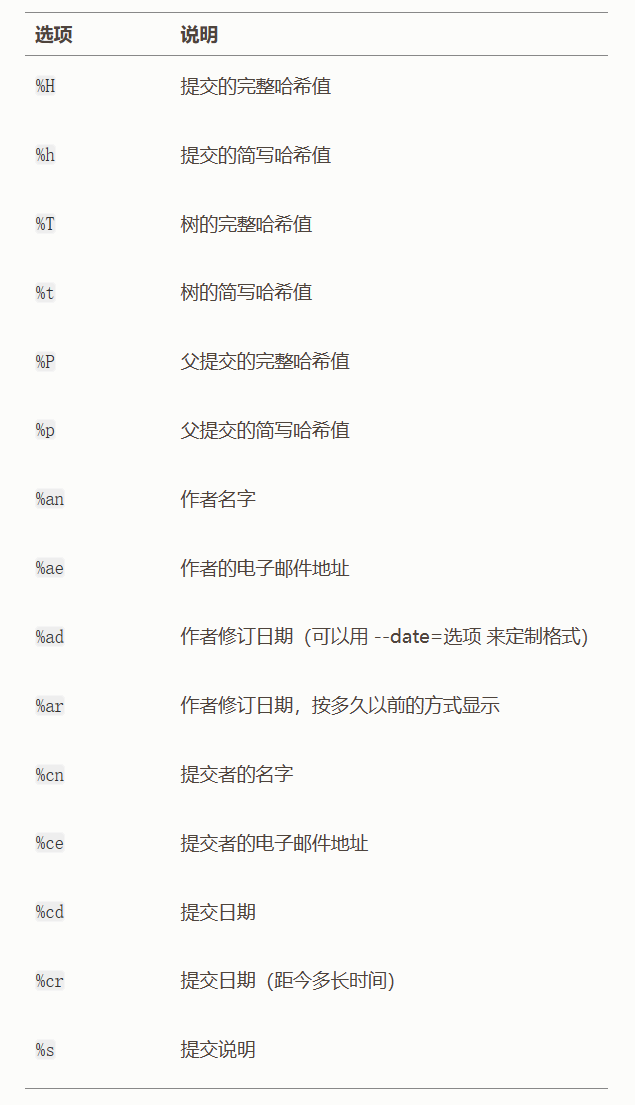 选项 说明
%H 提交的完整哈希值
%h 提交的简写哈希值
%T 树的完整哈希值
%t 树的简写哈希值
%P 父提交的完整哈希值
%p 父提交的简写哈希值
%an 作者名字
%ae 作者的电子邮件地址
%ad 作者修订日期（可以用 --date=选项 来定制格式）
%ar 作者修订日期，按多久以前的方式显示
%cn 提交者的名字
%ce 提交者的电子邮件地址
%cd 提交日期
%cr 提交日期（距今多长时间）
%s 提交说明